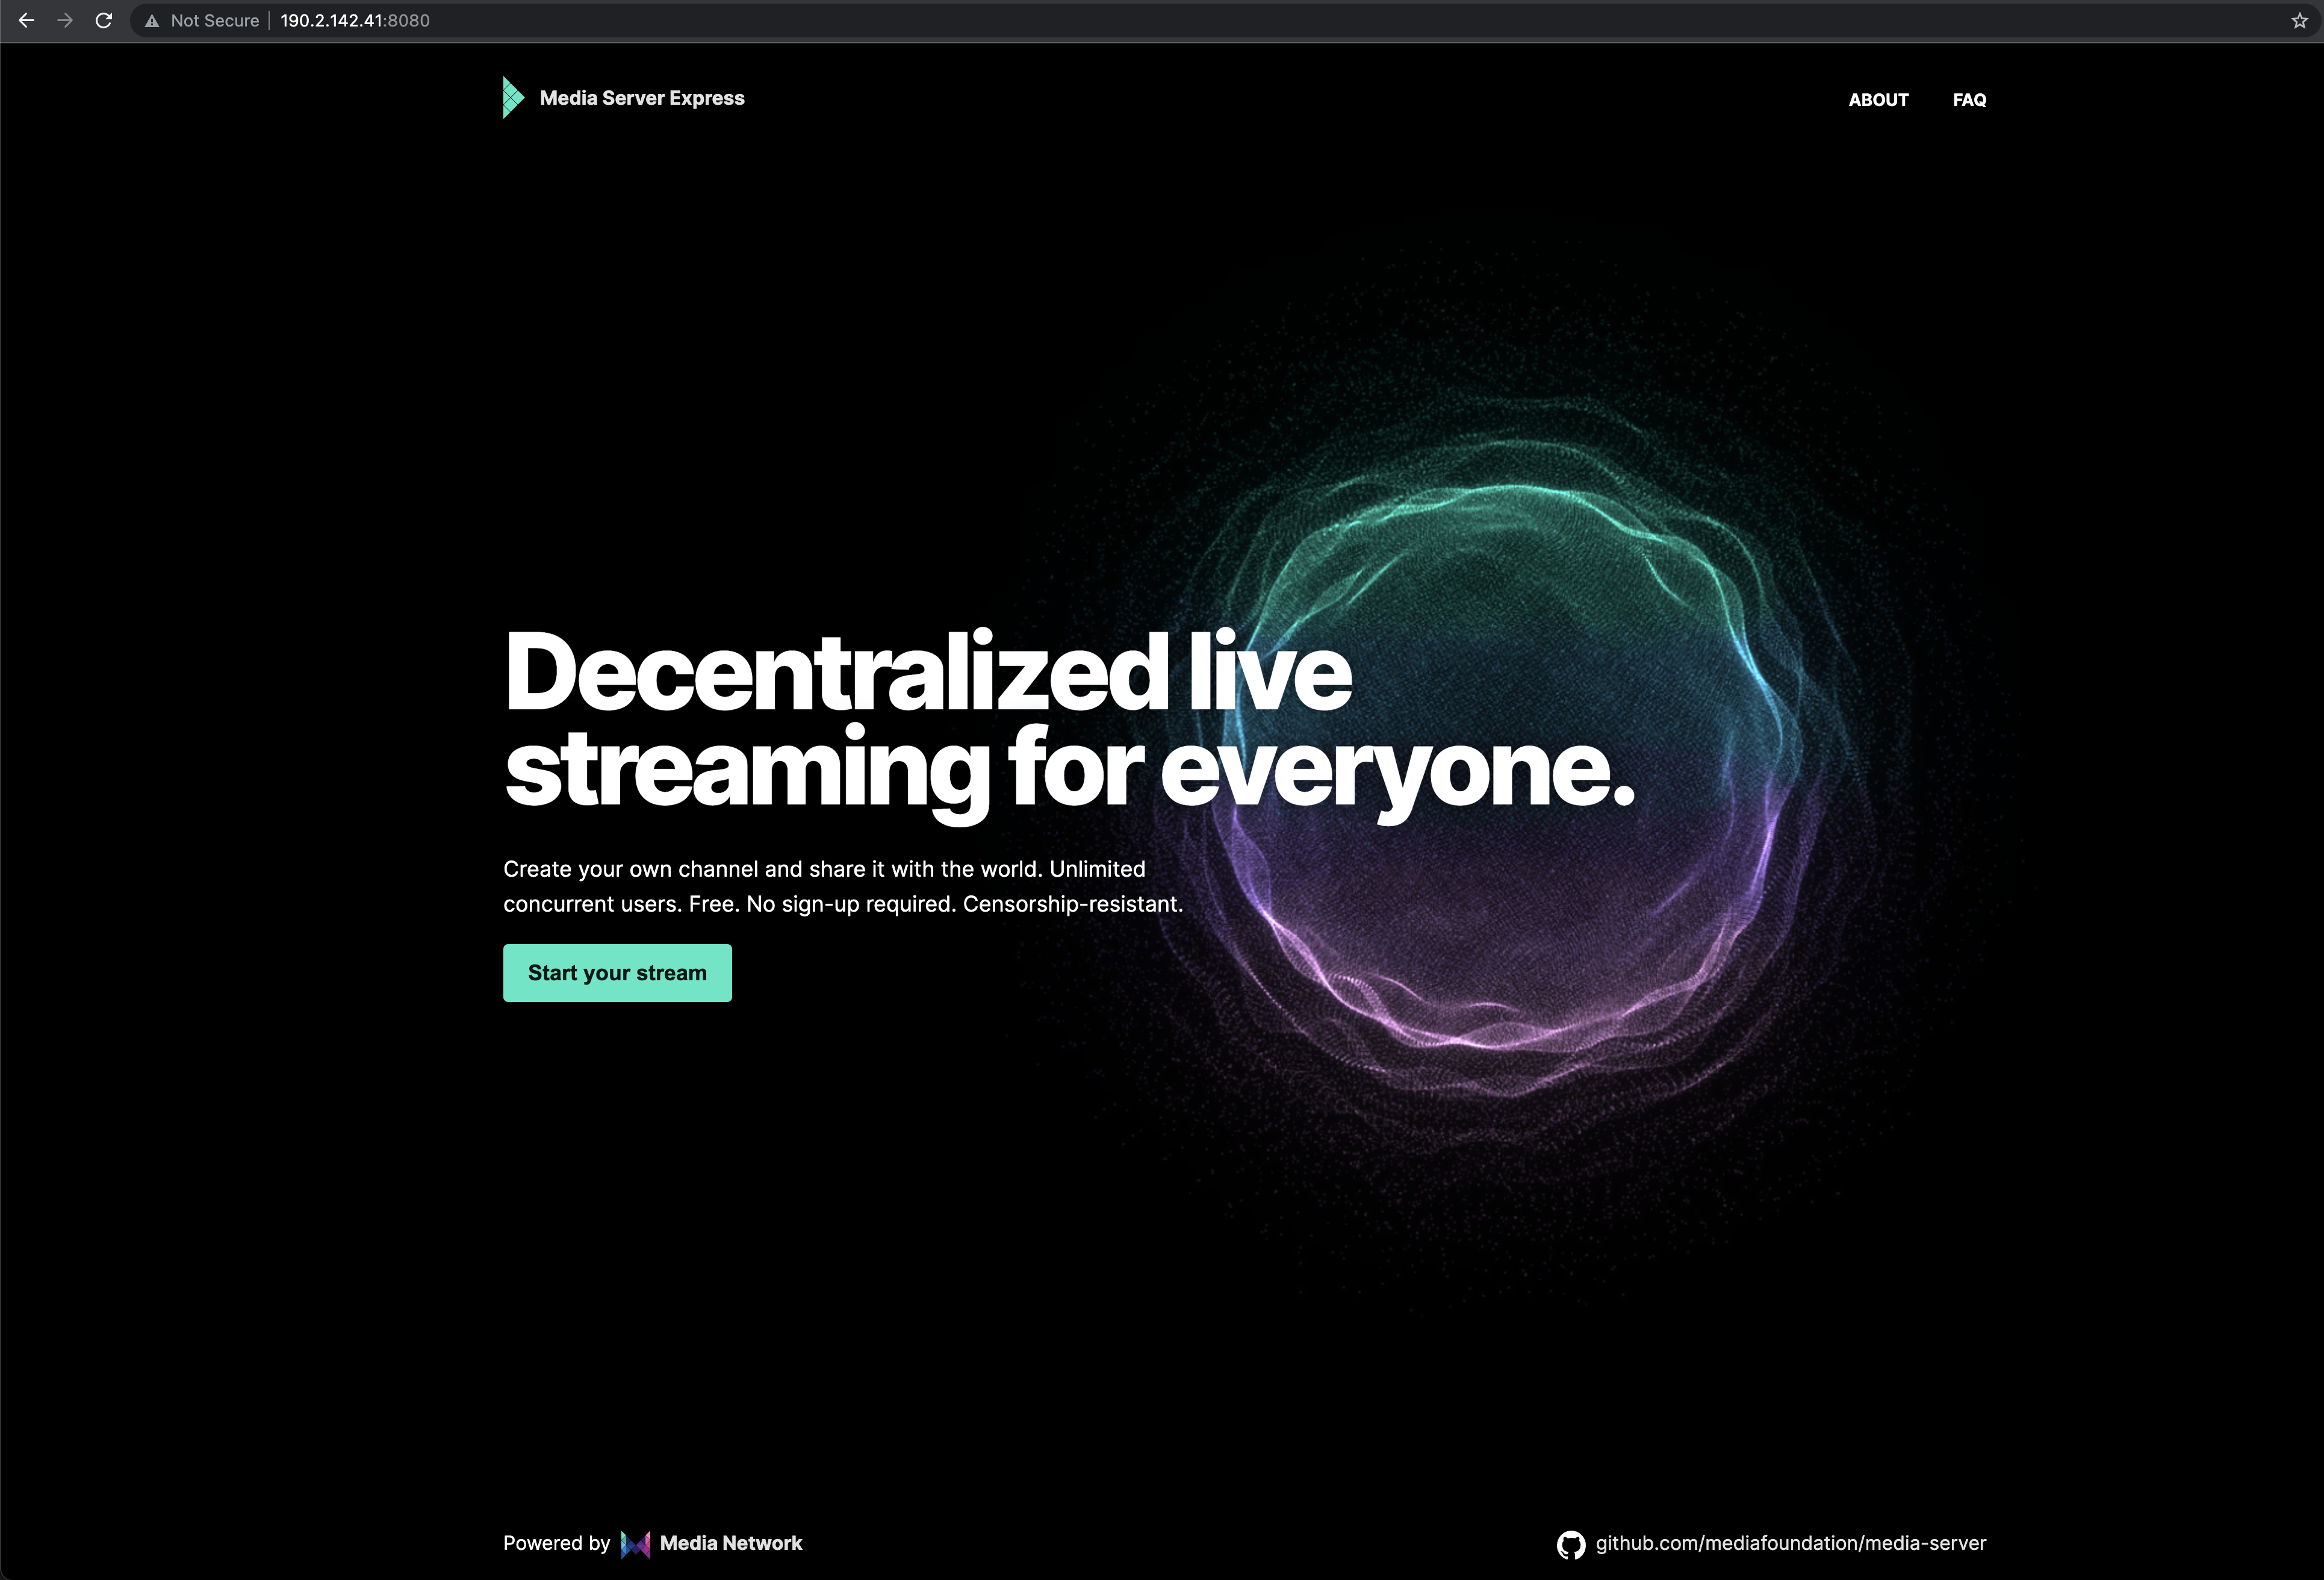 Not Secure | 190.2.142.41:8080
Media Server Express
ABOUT FAQ
Decentralized live
streaming for everyone.
Create your own channel and share it with the world. Unlimited
concurrent users. Free. No sign-up required. Censorship-resistant.
Start your stream
Powered by Media Network
github.com/mediafoundation/media-server